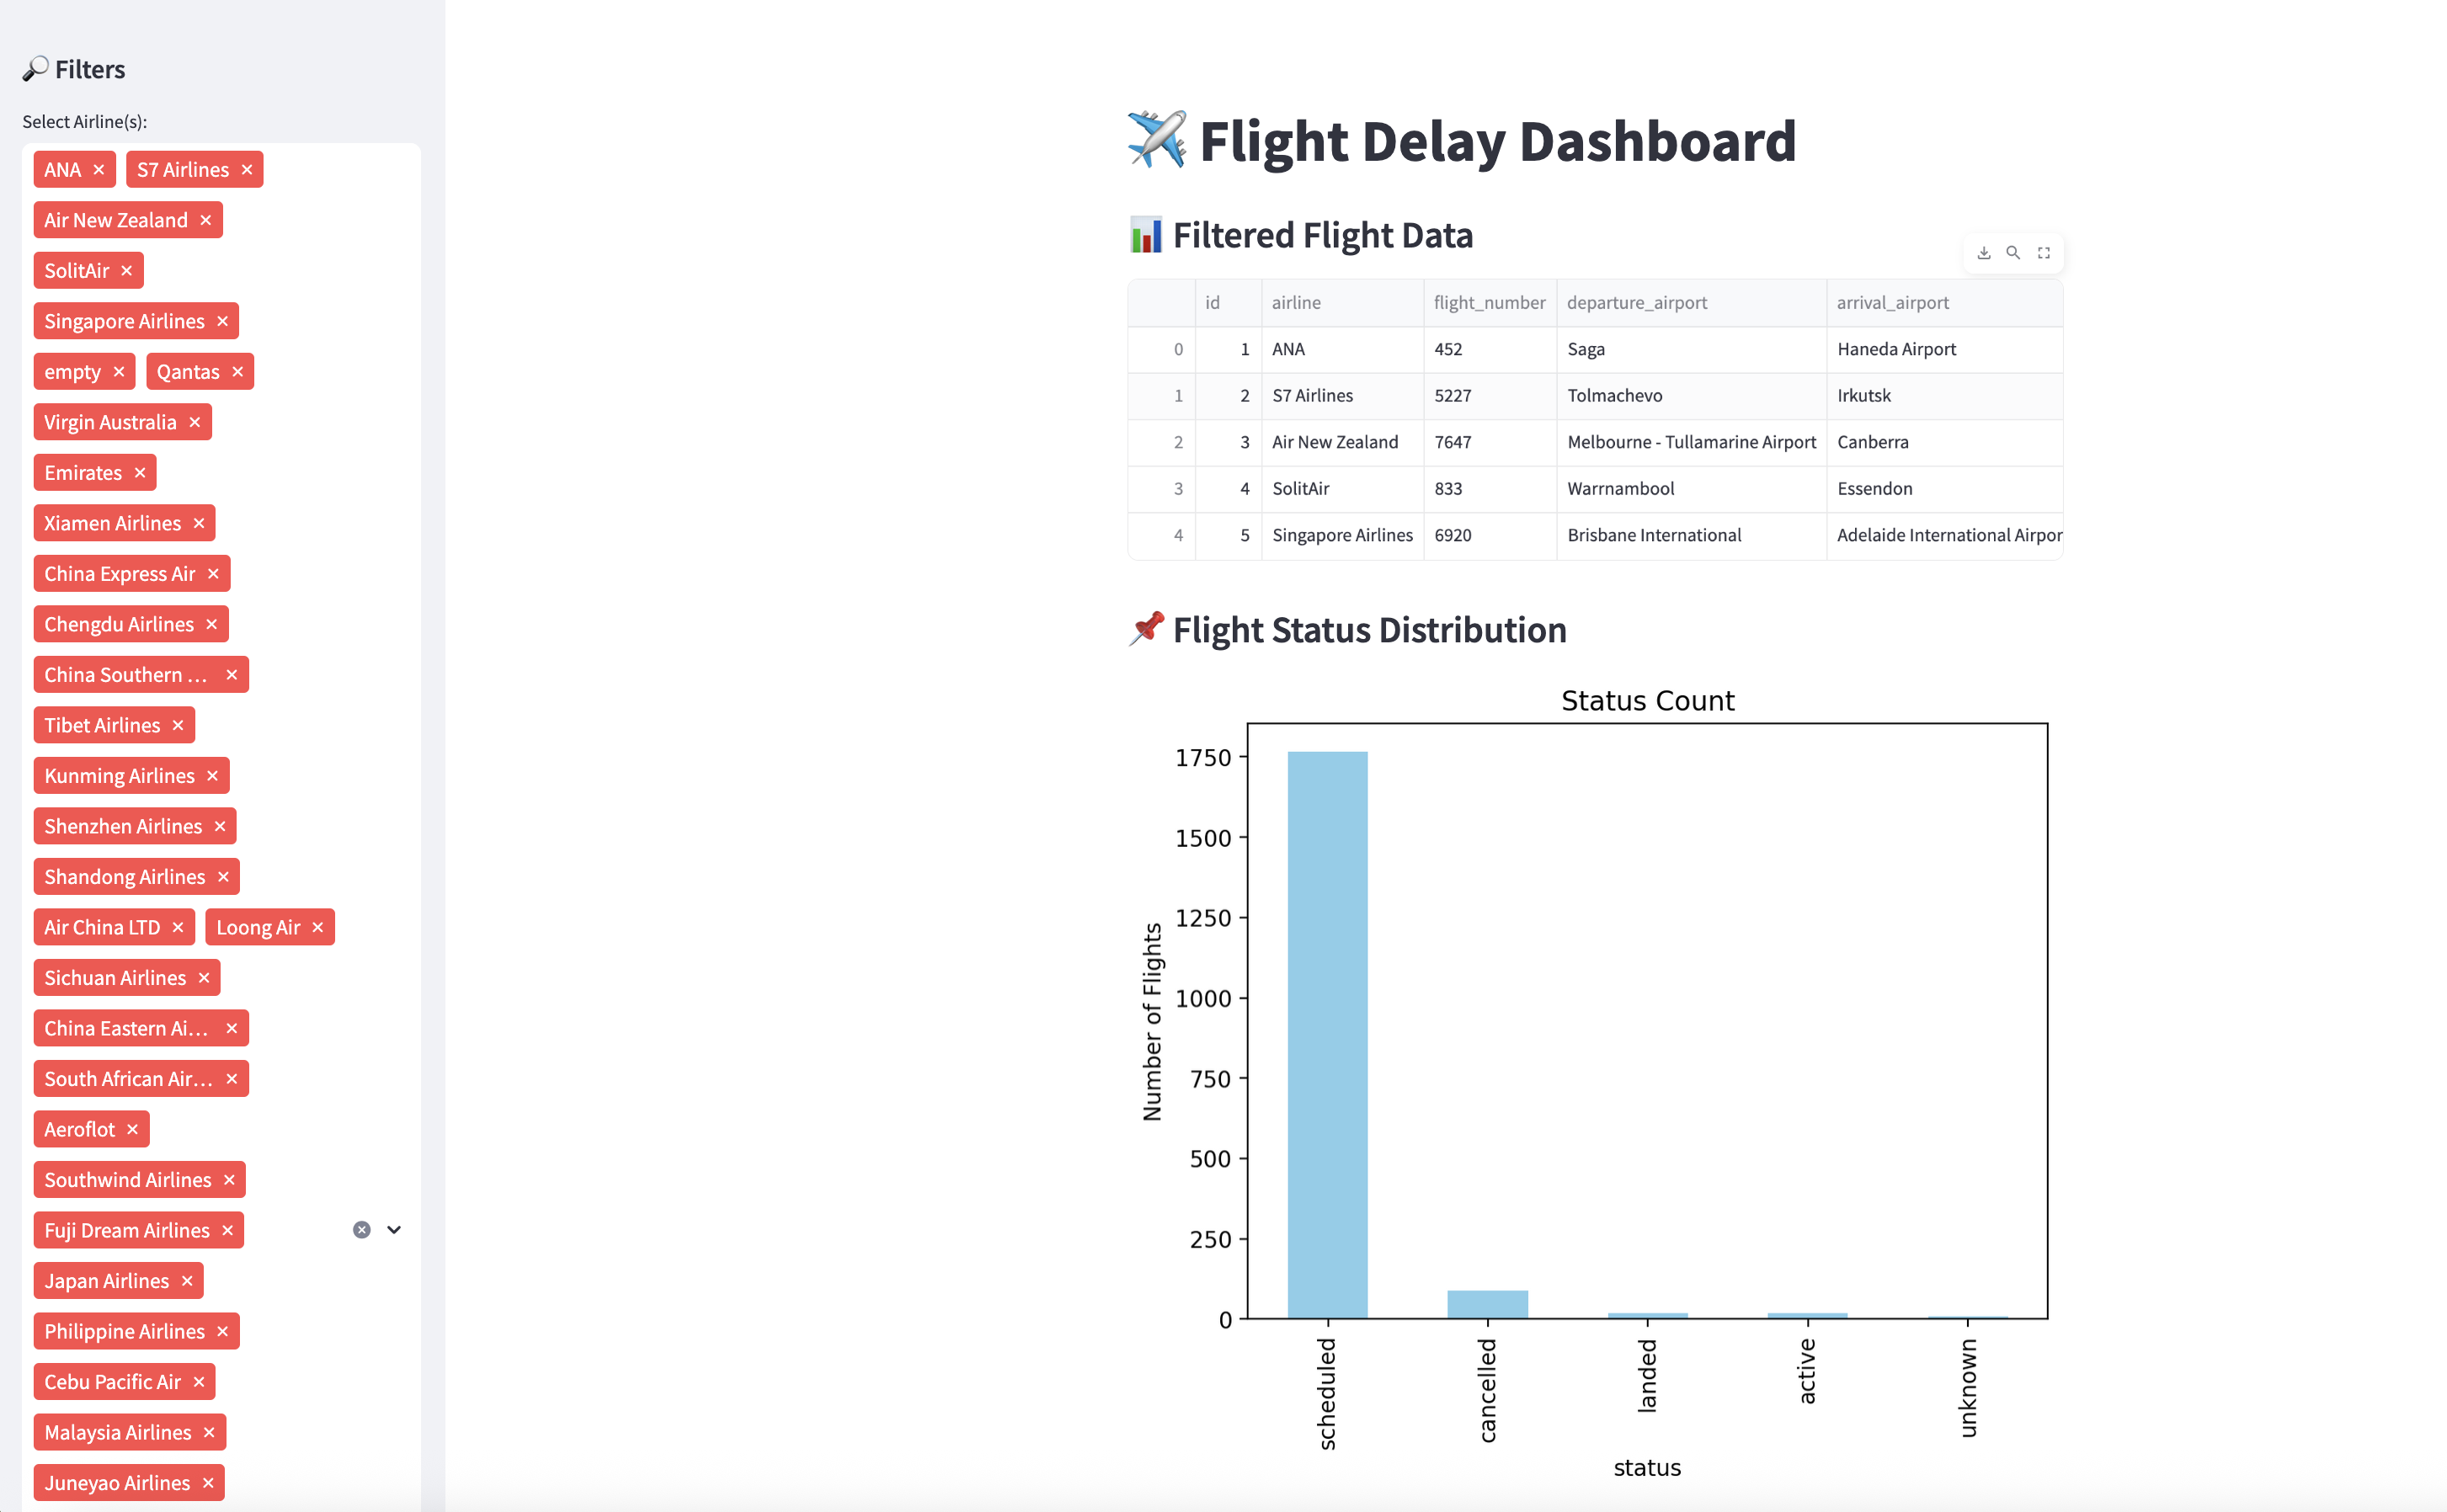 🔎 Filters
Select Airline(s):
ANA × S7 Airlines ×
Air New Zealand ×
SolitAir ×
Singapore Airlines ×
empty × Qantas ×
Virgin Australia ×
Emirates ×
Xiamen Airlines ×
China Express Air ×
Chengdu Airlines ×
China Southern ... ×
Tibet Airlines ×
Kunming Airlines ×
Shenzhen Airlines ×
Shandong Airlines ×
Air China LTD × Loong Air ×
Sichuan Airlines ×
China Eastern Ai... ×
South African Air... ×
Aeroflot ×
Southwind Airlines ×
Fuji Dream Airlines ×
Japan Airlines ×
Philippine Airlines ×
Cebu Pacific Air ×
Malaysia Airlines ×
Juneyao Airlines ×
✈️ Flight Delay Dashboard
📊 Filtered Flight Data
id airline flight_number departure_airport arrival_airport
0 1 ANA 452 Saga Haneda Airport
1 2 S7 Airlines 5227 Tolmachevo Irkutsk
2 3 Air New Zealand 7647 Melbourne - Tullamarine Airport Canberra
3 4 SolitAir 833 Warrnambool Essendon
4 5 Singapore Airlines 6920 Brisbane International Adelaide International Airpor
📌 Flight Status Distribution
Status Count
Number of Flights
1750
1500
1250
1000
750
500
250
0
scheduled
cancelled
landed
active
unknown
status